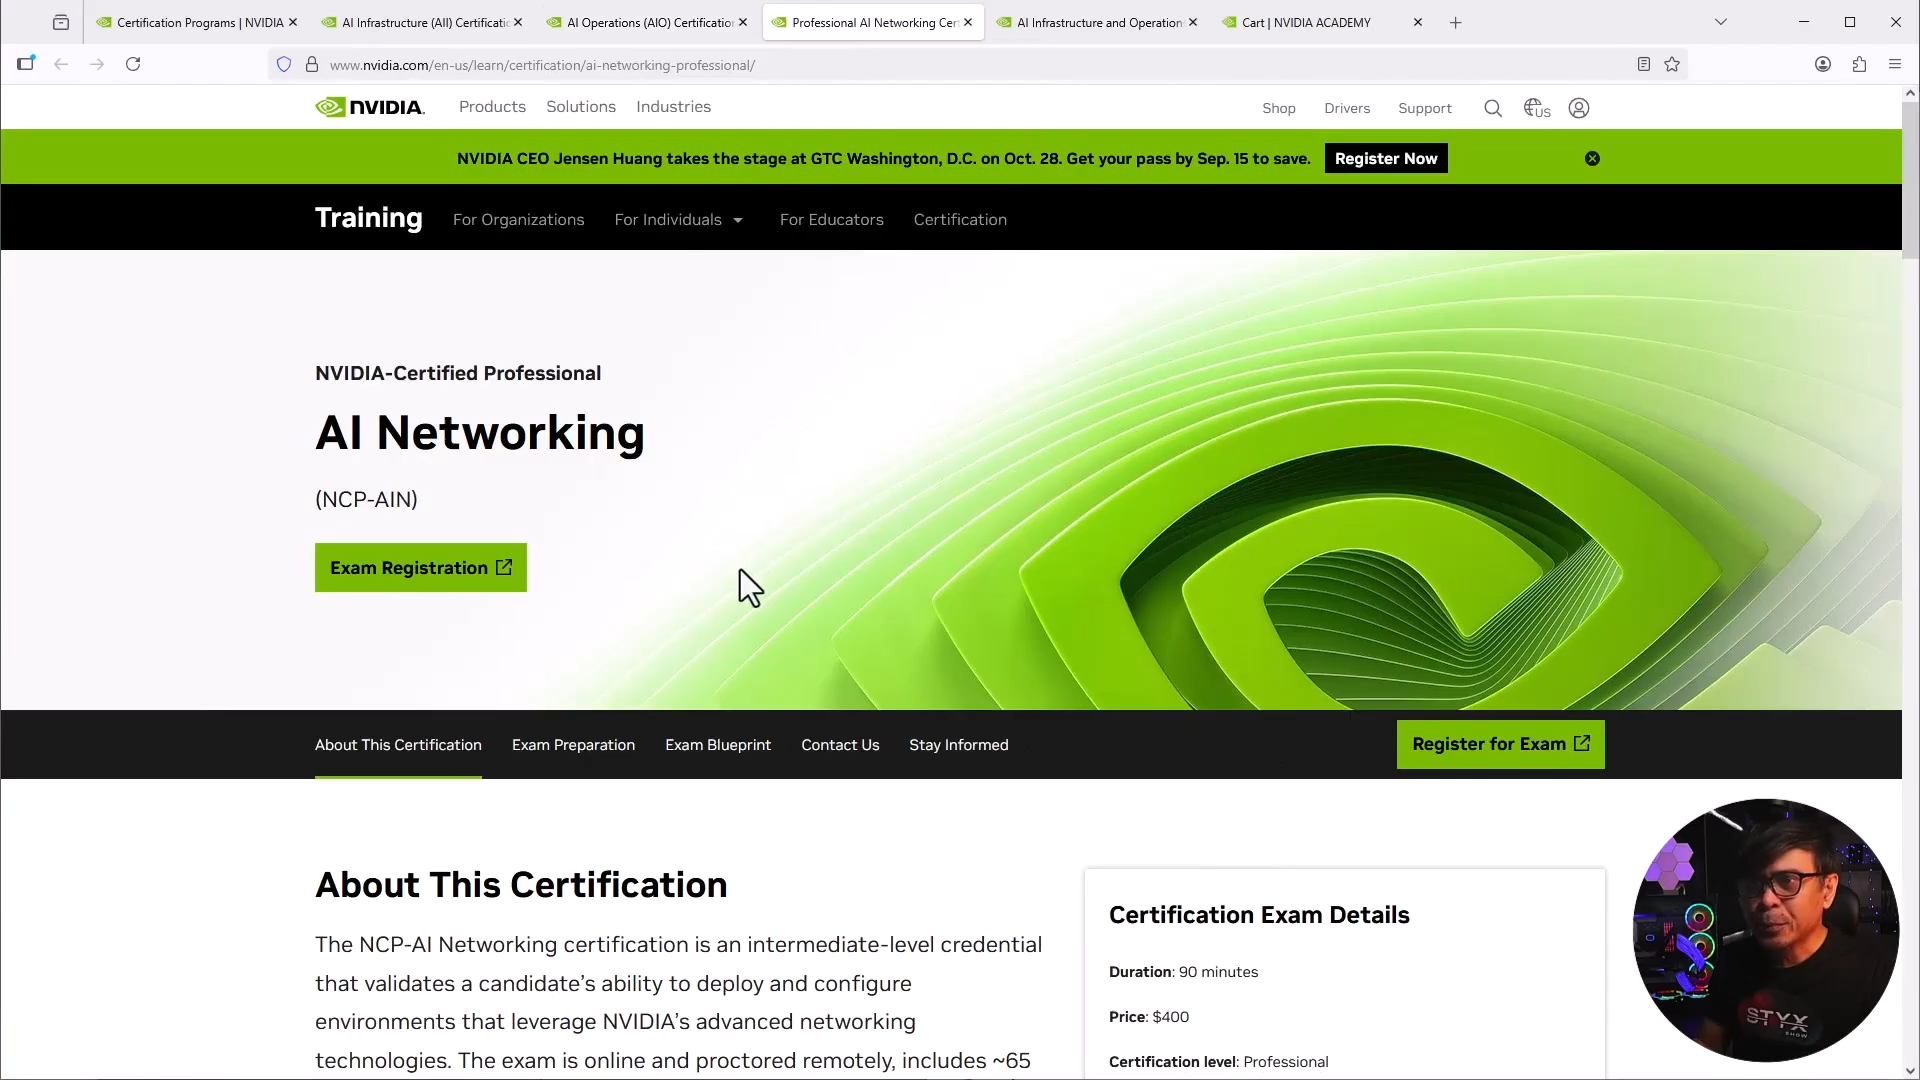 Certification Programs | NVIDIA
AI Infrastructure (AII) Certificatic
AI Operations (AIO) Certification
Professional AI Networking Cert
AI Infrastructure and Operation
Cart | NVIDIA ACADEMY
www.nvidia.com/en-us/learn/certification/ai-networking-professional/
NVIDIA.
Products
Solutions
Industries
Shop
Drivers
Support
US
NVIDIA CEO Jensen Huang takes the stage at GTC Washington, D.C. on Oct. 28. Get your pass by Sep. 15 to save.
Register Now
Training
For Organizations
For Individuals
For Educators
Certification
NVIDIA-Certified Professional
AI Networking
(NCP-AIN)
Exam Registration
About This Certification
Exam Preparation
Exam Blueprint
Contact Us
Stay Informed
Register for Exam
About This Certification
The NCP-AI Networking certification is an intermediate-level credential
that validates a candidate's ability to deploy and configure
environments that leverage NVIDIA's advanced networking
technologies. The exam is online and proctored remotely, includes ~65
Certification Exam Details
Duration: 90 minutes
Price: $400
Certification level: Professional
STYX
SHOW